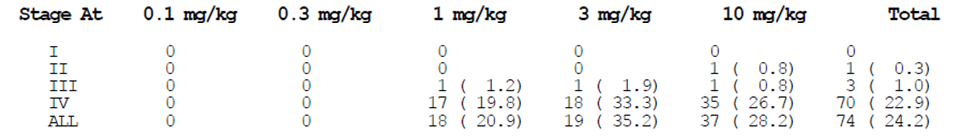 Stage At 0.1 mg/kg 0.3 mg/kg 1 mg/kg 3 mg/kg 10 mg/kg Total
I 0 0 0 0 0 0
II 0 0 0 0 1 ( 0.8) 1 ( 0.3)
III 0 0 1 ( 1.2) 1 ( 1.9) 1 ( 0.8) 3 ( 1.0)
IV 0 0 17 ( 19.8) 18 ( 33.3) 35 ( 26.7) 70 ( 22.9)
ALL 0 0 18 ( 20.9) 19 ( 35.2) 37 ( 28.2) 74 ( 24.2)